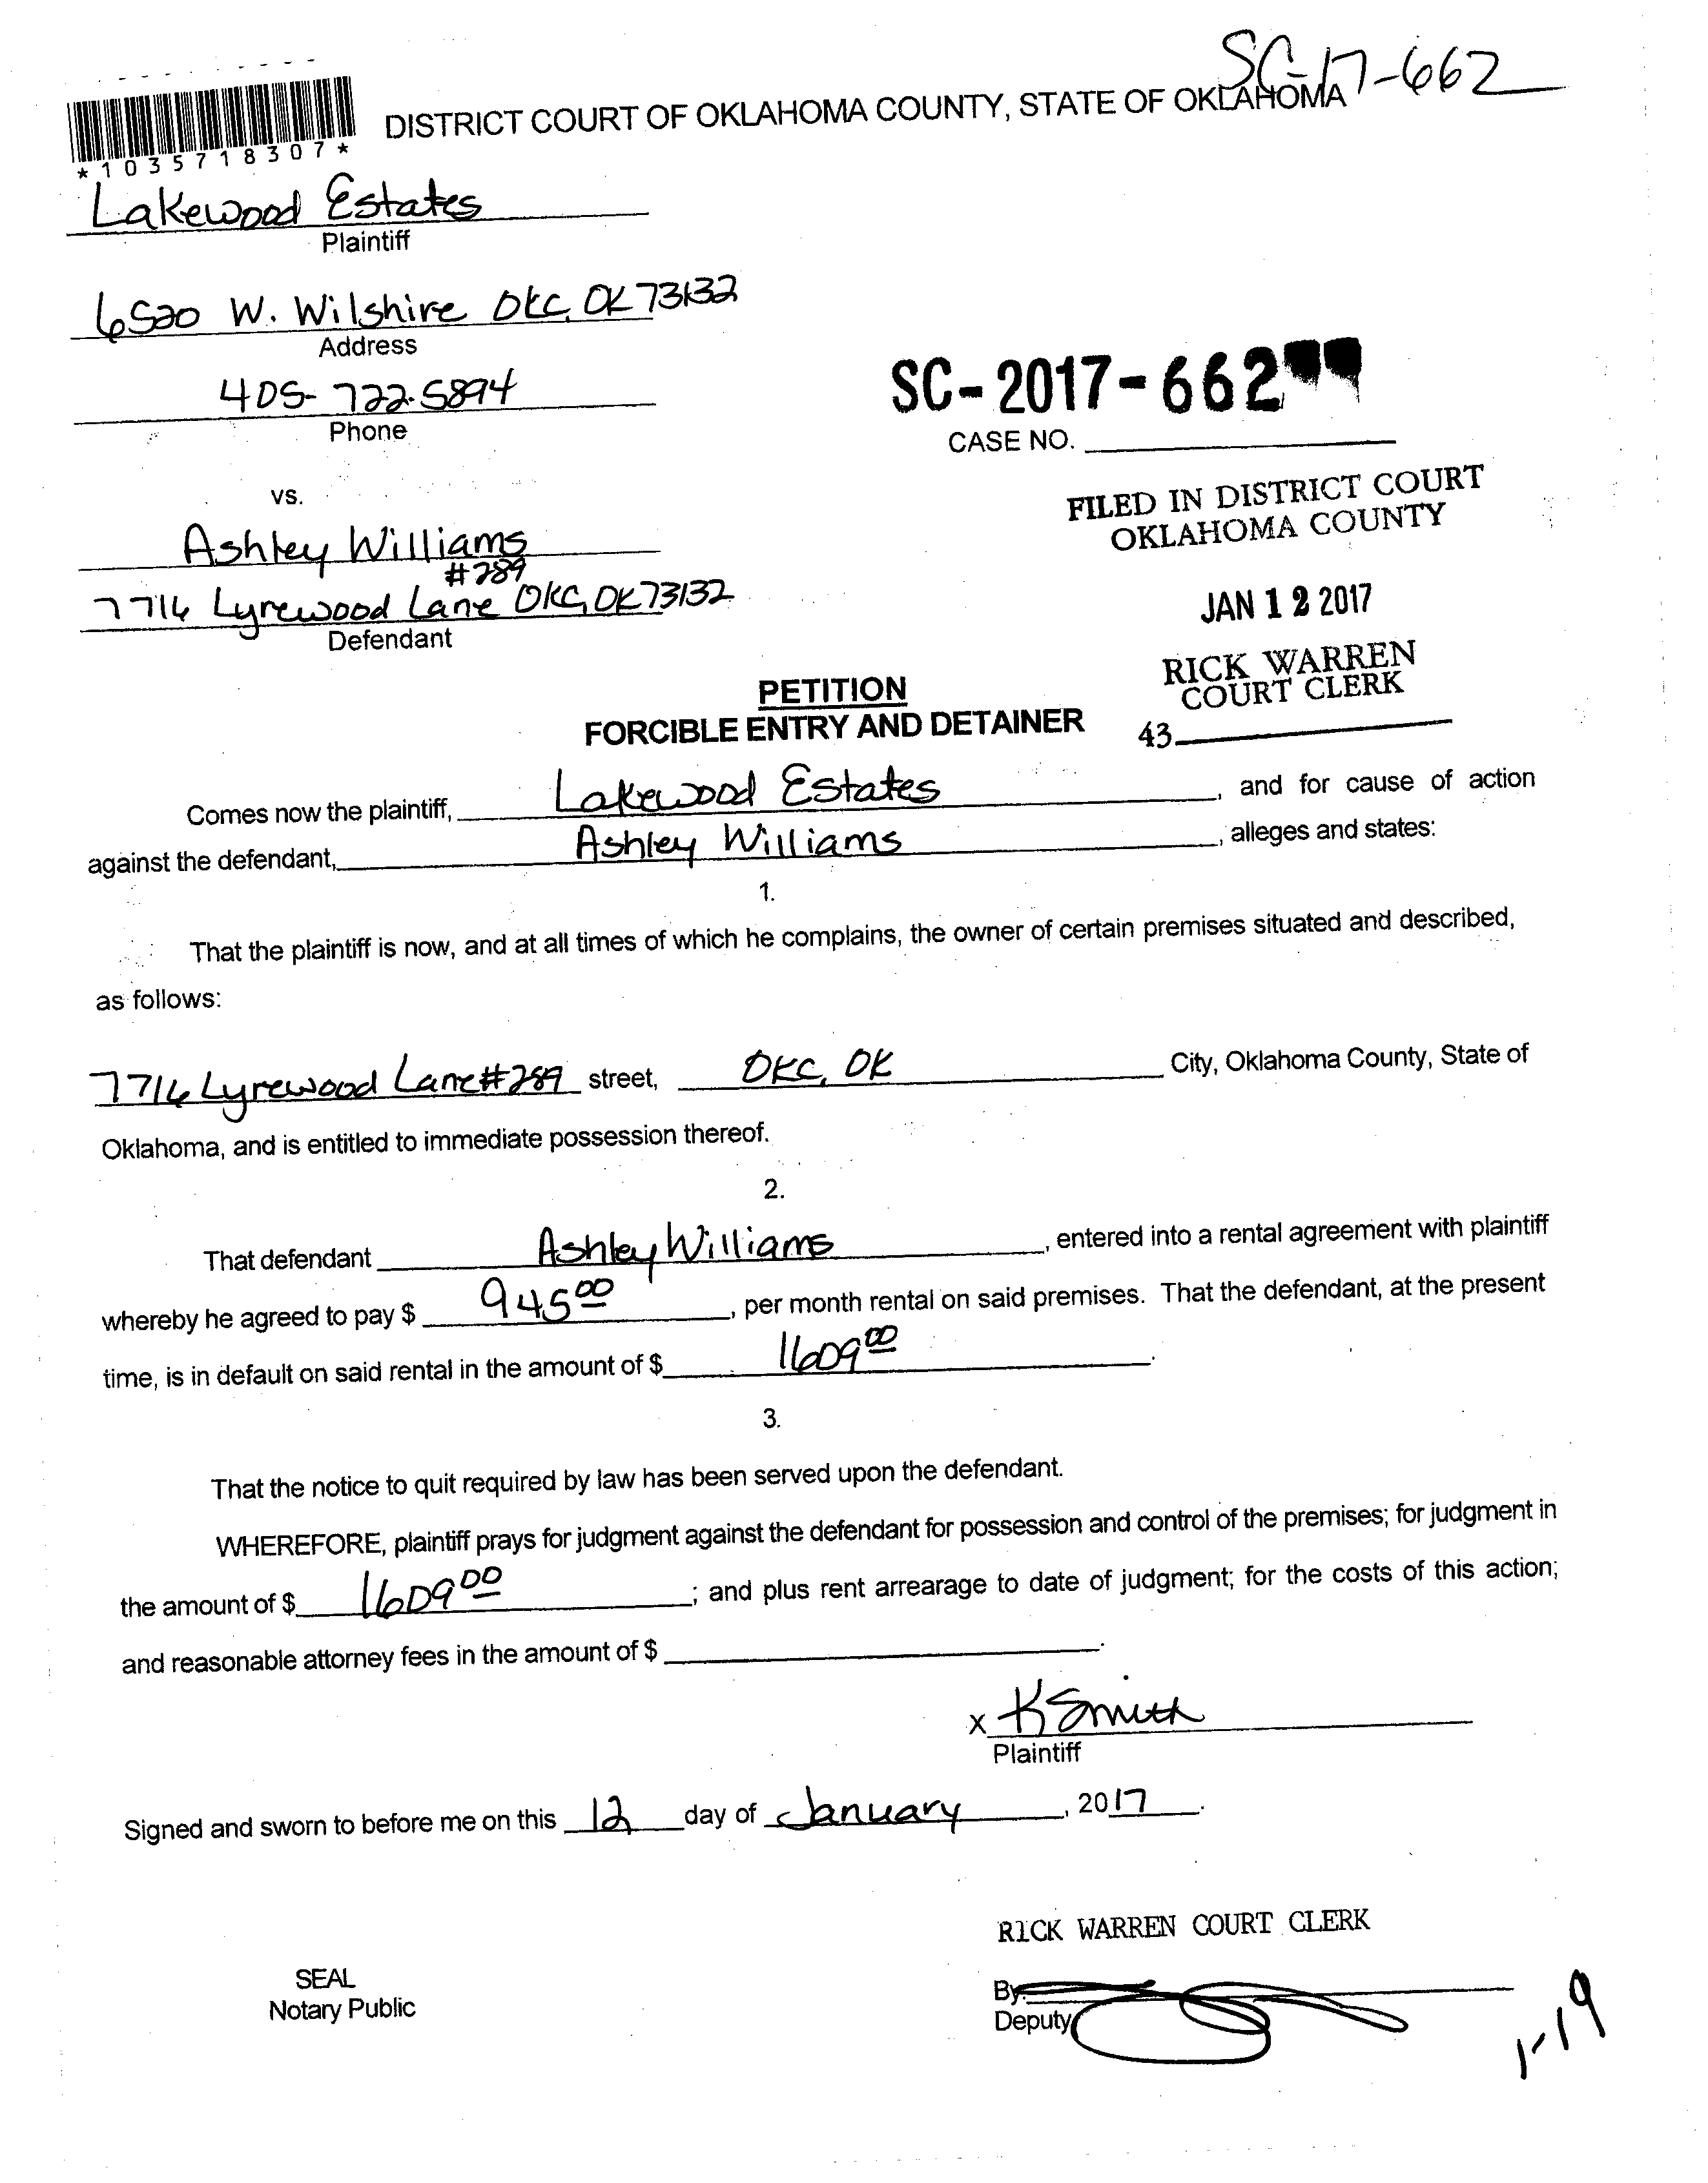 SC-17-662
DISTRICT COURT OF OKLAHOMA COUNTY, STATE OF OKLAHOMA
*1035718307*
Lakewood Estates
Plaintiff
6520 W. Wilshire OKC, OK 73132
Address
405-722-5894
Phone
SC-2017-662
CASE NO.
vs.
FILED IN DISTRICT COURT
OKLAHOMA COUNTY
Ashley Williams
#289
7716 Lyrewood Lane OKC, OK 73132
Defendant
JAN 12 2017
RICK WARREN
COURT CLERK
43
PETITION
FORCIBLE ENTRY AND DETAINER
Comes now the plaintiff, Lakewood Estates, and for cause of action
against the defendant, Ashley Williams, alleges and states:
1.
That the plaintiff is now, and at all times of which he complains, the owner of certain premises situated and described,
as follows:
7716 Lyrewood Lane #289 street, OKC, OK City, Oklahoma County, State of
Oklahoma, and is entitled to immediate possession thereof.
2.
That defendant Ashley Williams, entered into a rental agreement with plaintiff
whereby he agreed to pay $ 945.00, per month rental on said premises. That the defendant, at the present
time, is in default on said rental in the amount of $ 1609.00.
3.
That the notice to quit required by law has been served upon the defendant.
WHEREFORE, plaintiff prays for judgment against the defendant for possession and control of the premises; for judgment in
the amount of $ 1609.00; and plus rent arrearage to date of judgment; for the costs of this action;
and reasonable attorney fees in the amount of $ .
x K Smith
Plaintiff
Signed and sworn to before me on this 12 day of January, 2017.
RICK WARREN COURT CLERK
SEAL
Notary Public
By:
Deputy
1-19